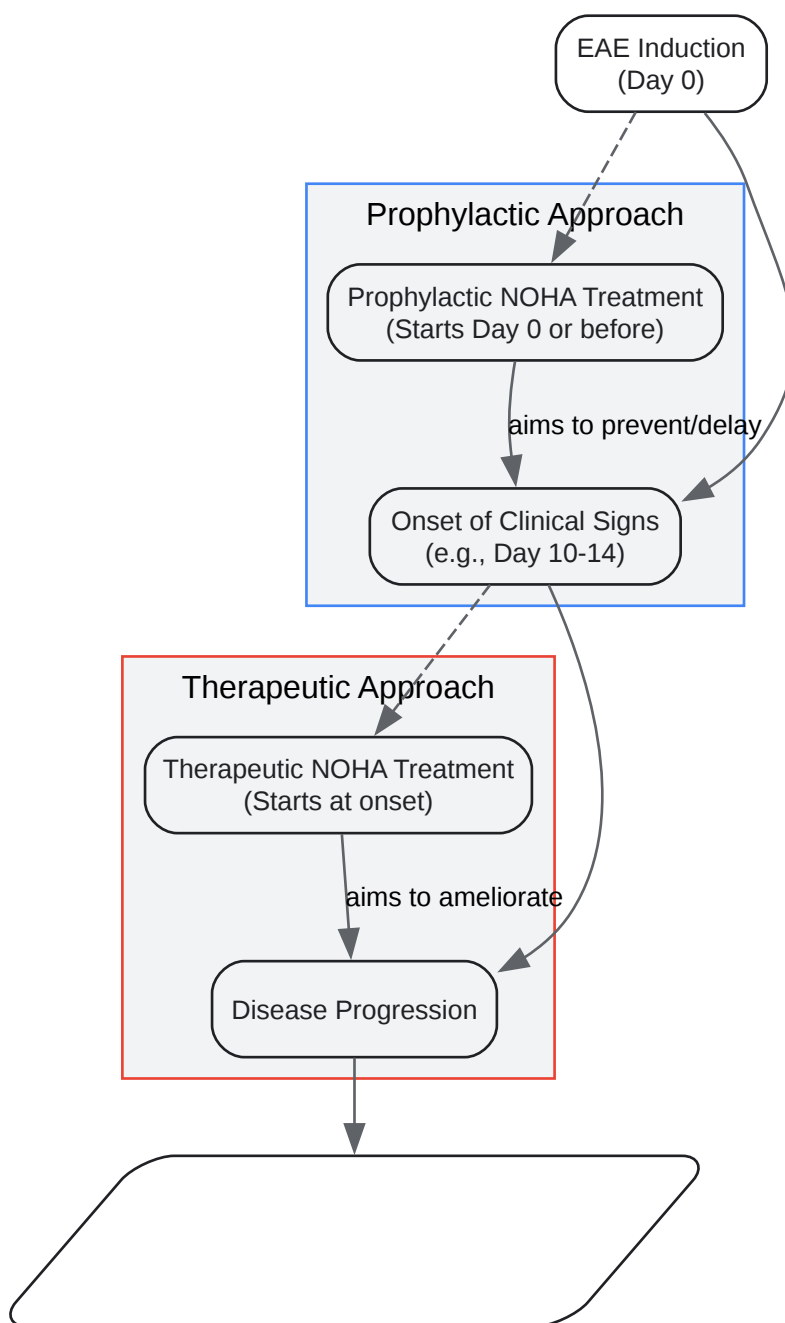 EAE Induction
(Day 0)
Prophylactic Approach
Prophylactic NOHA Treatment
(Starts Day 0 or before)
aims to prevent/delay
Onset of Clinical Signs
(e.g., Day 10-14)
Therapeutic Approach
Therapeutic NOHA Treatment
(Starts at onset)
aims to ameliorate
Disease Progression